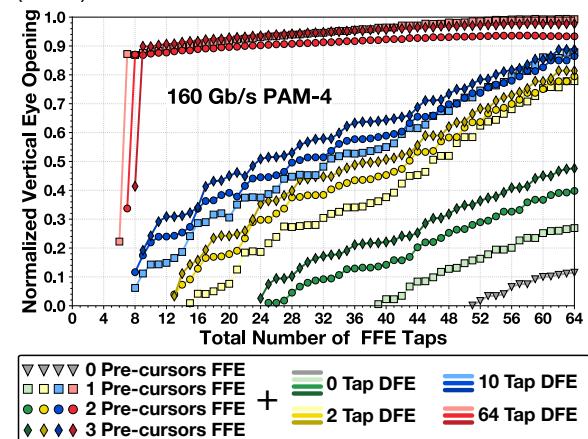 1.0
0.9
0.8
0.7
0.6
0.5
0.4
0.3
0.2
0.1
0.0
Normalized Vertical Eye Opening
160 Gb/s PAM-4
0 4 8 12 16 20 24 28 32 36 40 44 48 52 56 60 64
Total Number of FFE Taps
0 Pre-cursors FFE
1 Pre-cursors FFE
2 Pre-cursors FFE
3 Pre-cursors FFE
+
0 Tap DFE
2 Tap DFE
10 Tap DFE
64 Tap DFE